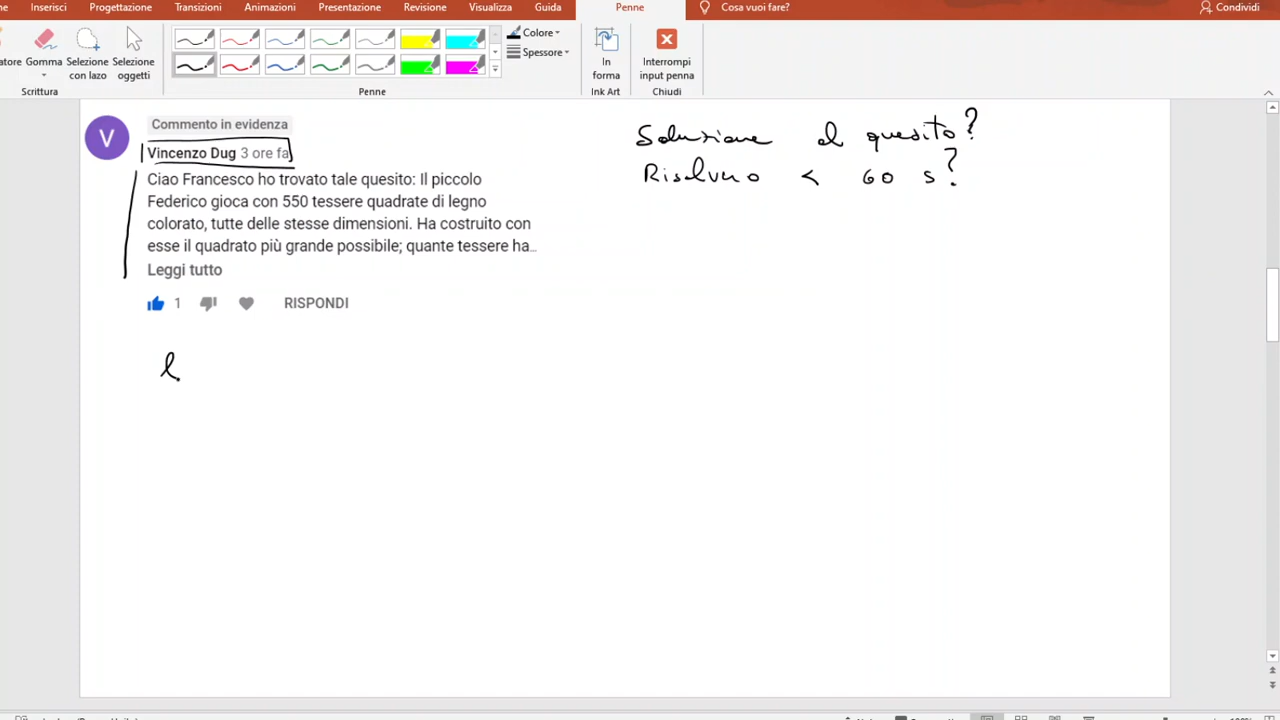 Inserisci Progettazione Transizioni Animazioni Presentazione Revisione Visualizza Guida Penne Cosa vuoi fare? Condividi
Gomma
Selezione con lazo
Selezione oggetti
Colore
Spessore
In forma
Interrompi input penna
Scrittura Penne Ink Art Chiudi
V
Commento in evidenza
Vincenzo Dug 3 ore fa
Ciao Francesco ho trovato tale quesito: Il piccolo
Federico gioca con 550 tessere quadrate di legno
colorato, tutte delle stesse dimensioni. Ha costruito con
esse il quadrato più grande possibile; quante tessere ha...
Leggi tutto
1 RISPONDI
Soluzione al quesito?
Risolverlo < 60 s?
l